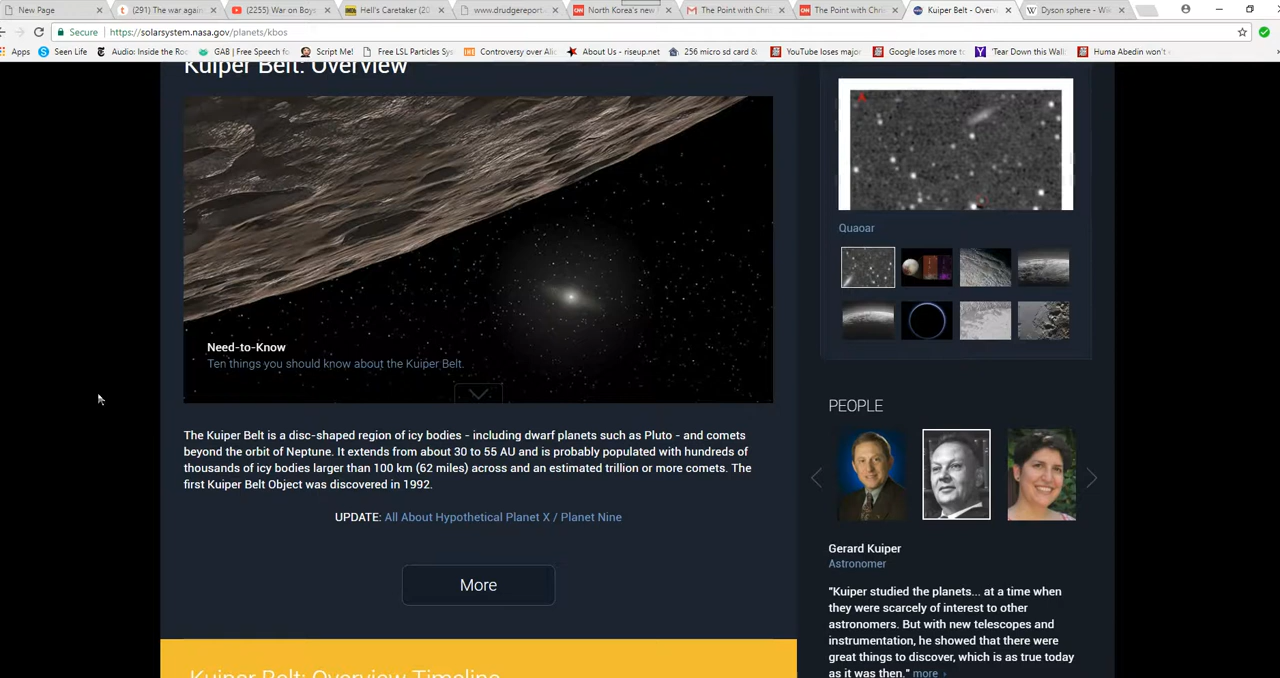 New Page
(291) The war again
(2255) War on Boys
Hell's Caretaker (20
www.drudgereport
North Korea's new
The Point with Chris
The Point with Chri
Kuiper Belt - Overv
Dyson sphere - Wik
Secure https://solarsystem.nasa.gov/planets/kbos
Apps Seen Life Audio: Inside the Ro GAB | Free Speech fo Script Me! Free LSL Particles Sys Controversy over Alic About Us - riseup.net 256 micro sd card & YouTube loses major Google loses more to 'Tear Down this Wall Huma Abedin won't
Kuiper Belt: Overview
Need-to-Know
Ten things you should know about the Kuiper Belt.
The Kuiper Belt is a disc-shaped region of icy bodies - including dwarf planets such as Pluto - and comets
beyond the orbit of Neptune. It extends from about 30 to 55 AU and is probably populated with hundreds of
thousands of icy bodies larger than 100 km (62 miles) across and an estimated trillion or more comets. The
first Kuiper Belt Object was discovered in 1992.
UPDATE: All About Hypothetical Planet X / Planet Nine
More
Kuiper Belt: Overview Timeline
Quaoar
PEOPLE
Gerard Kuiper
Astronomer
"Kuiper studied the planets... at a time when
they were scarcely of interest to other
astronomers. But with new telescopes and
instrumentation, he showed that there were
great things to discover, which is as true today
as it was then." more ›